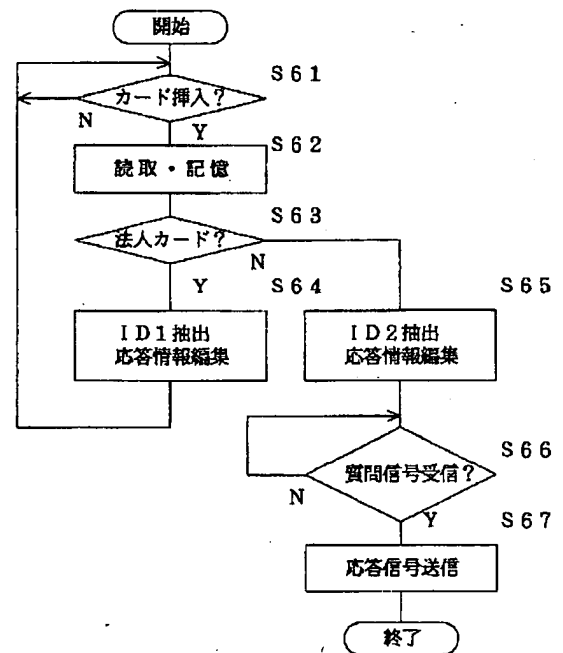 開始
S61
カード挿入?
N
Y
S62
読取・記憶
S63
法人カード?
N
Y
S64
S65
ID1抽出
応答情報編集
ID2抽出
応答情報編集
S66
質問信号受信?
N
Y
S67
応答信号送信
終了